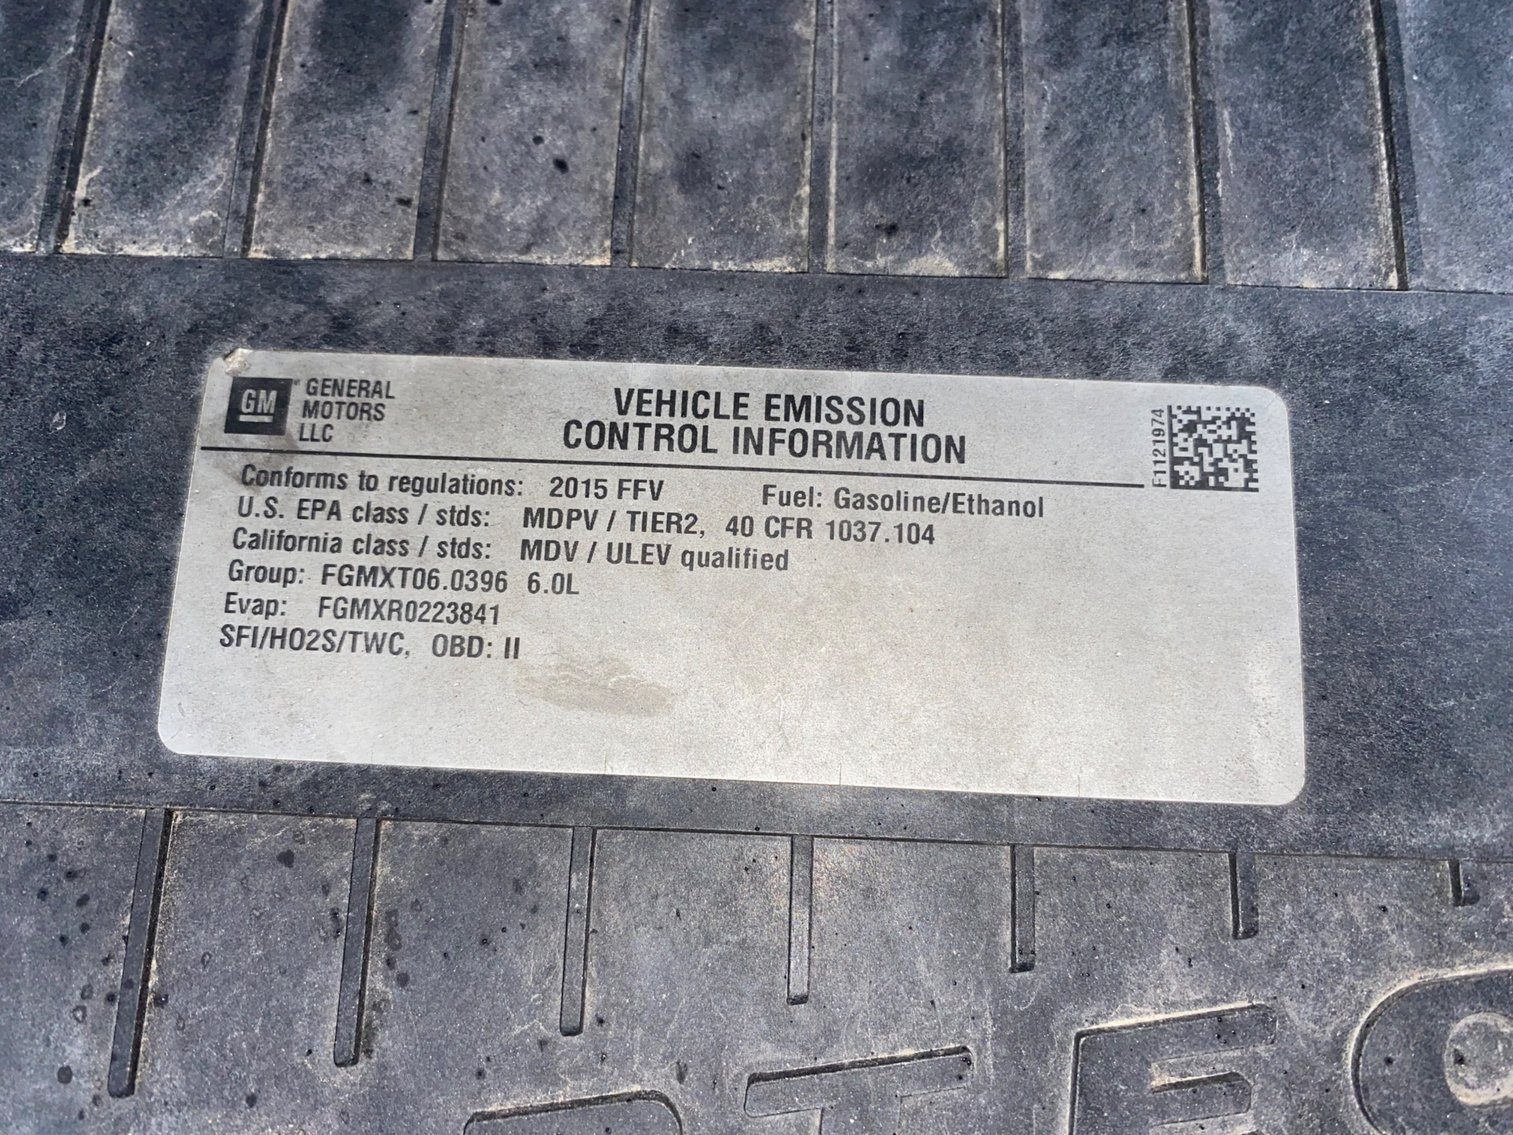 GM
GENERAL
MOTORS
LLC
VEHICLE EMISSION
CONTROL INFORMATION
F1121974
Conforms to regulations: 2015 FFV Fuel: Gasoline/Ethanol
U.S. EPA class / stds: MDPV / TIER2, 40 CFR 1037.104
California class / stds: MDV / ULEV qualified
Group: FGMXT06.0396 6.0L
Evap: FGMXR0223841
SFI/HO2S/TWC, OBD: II